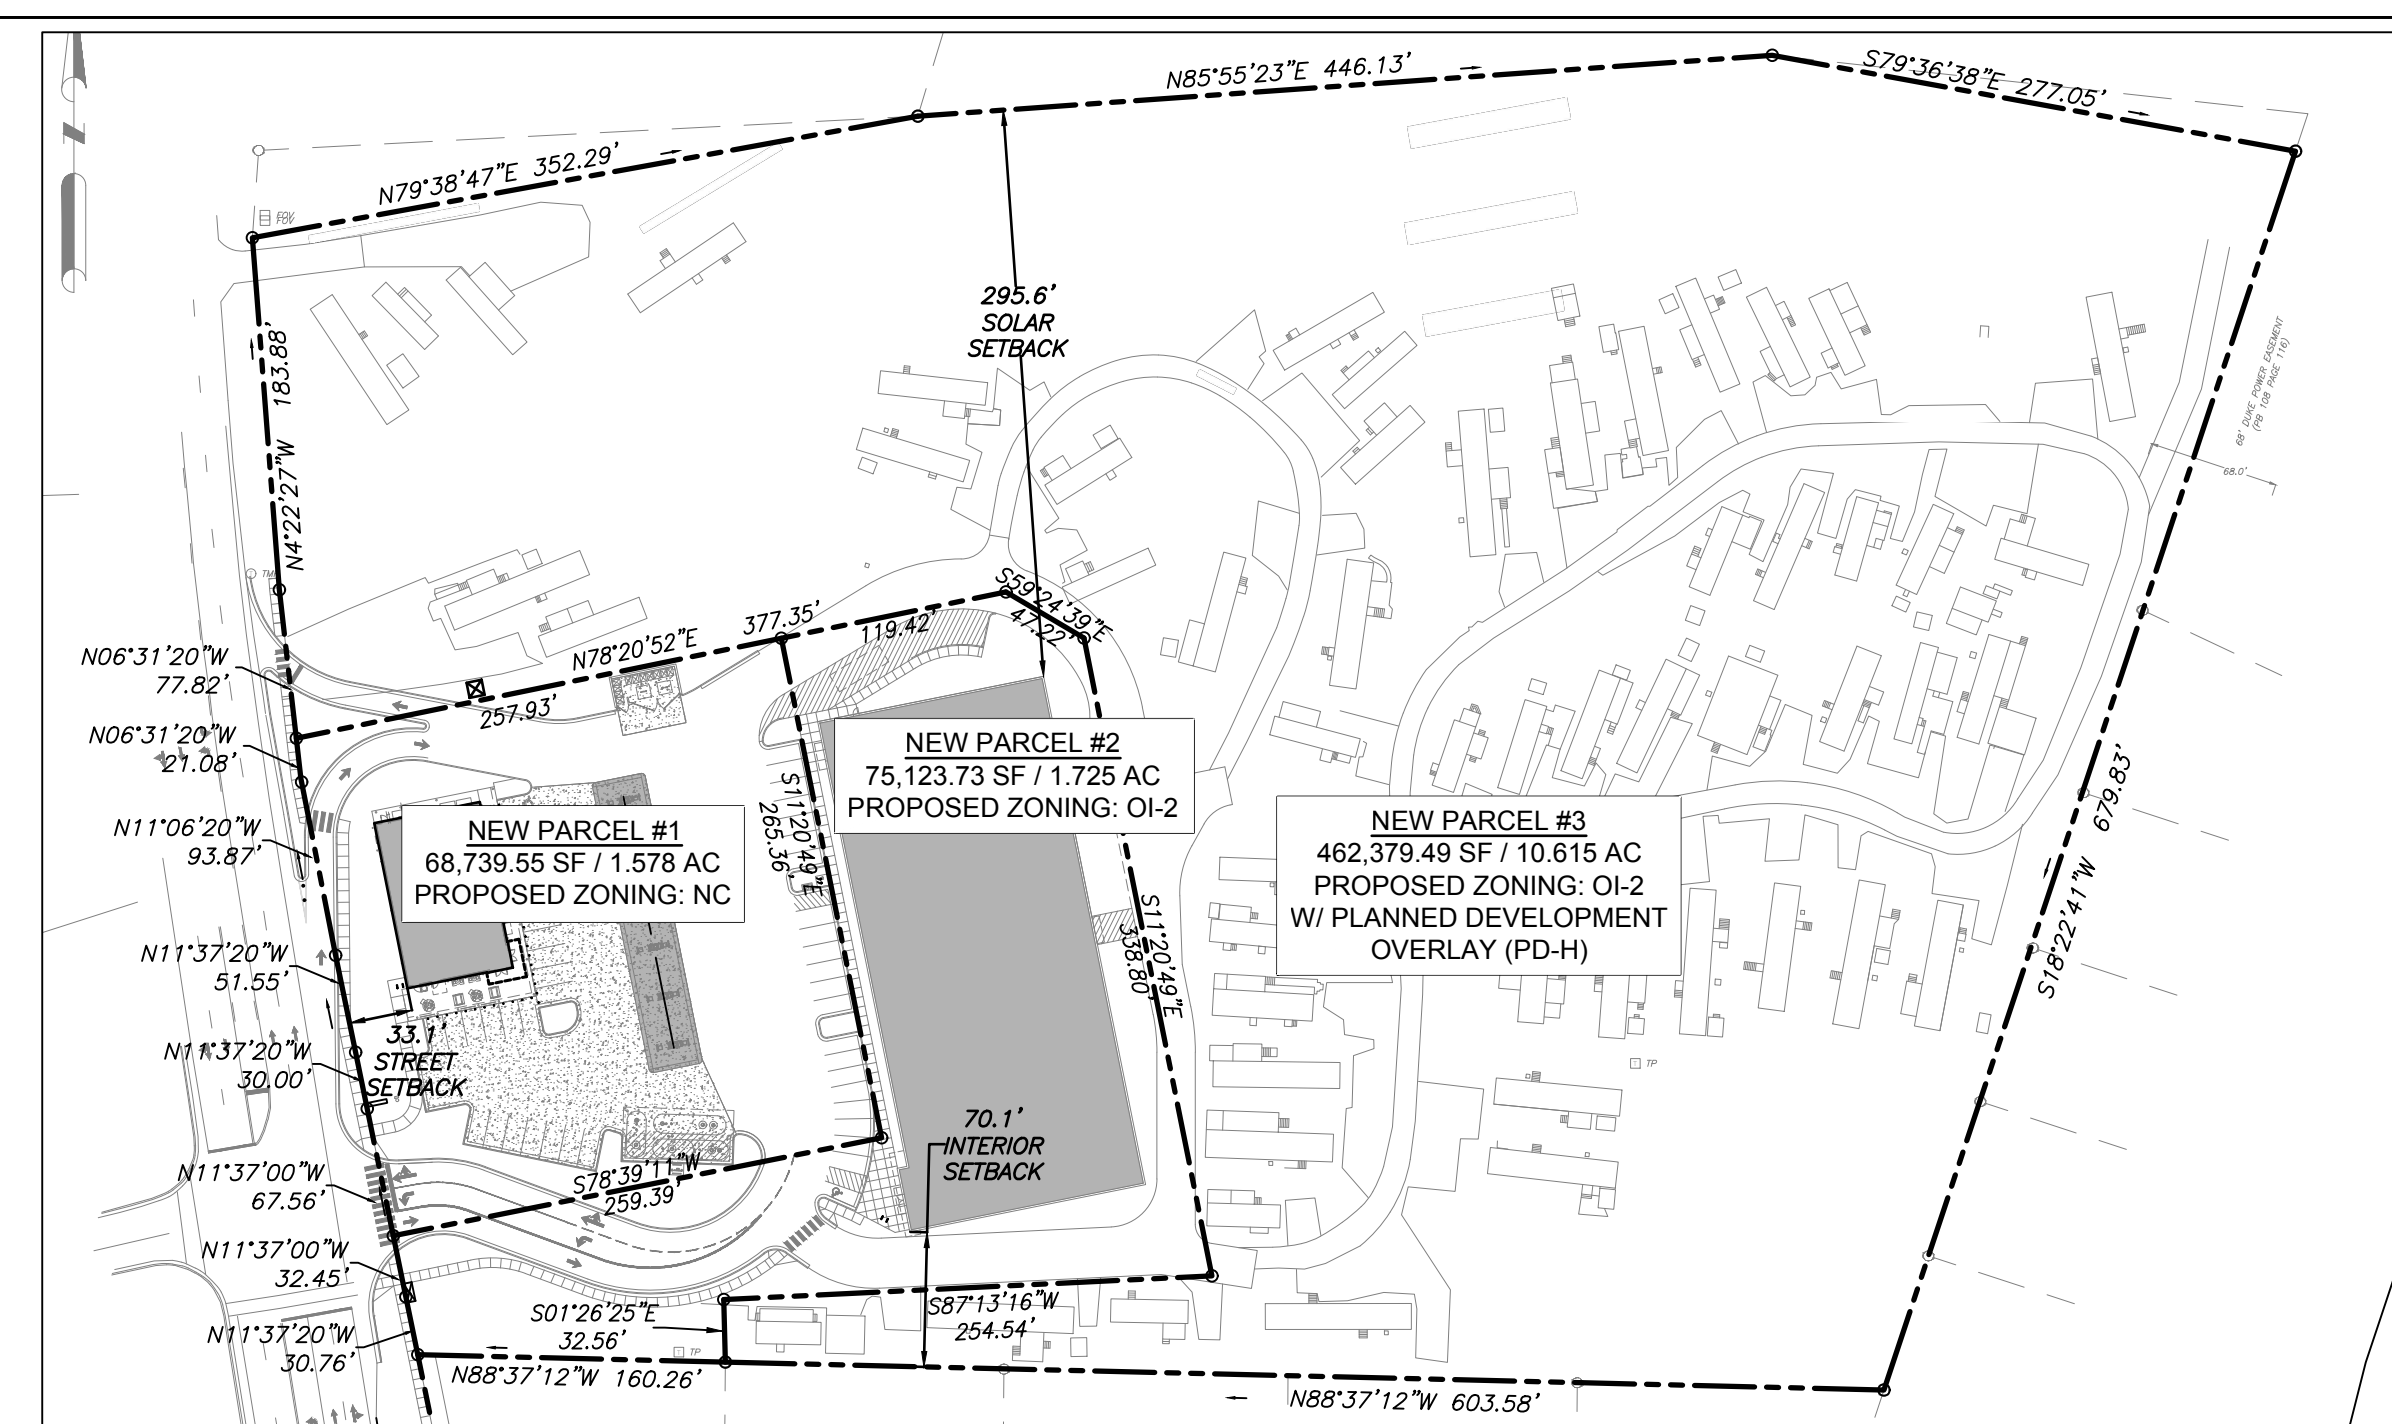 N85°55'23"E 446.13'
S79°36'38"E 277.05'
N79°38'47"E 352.29'
FOV
N4°22'27"W 183.88'
295.6'
SOLAR
SETBACK
68' DUKE POWER EASEMENT
(PB 108 PAGE 116)
68.0'
S59°24'39"E
47.22'
377.35'
119.42'
N78°20'52"E
257.93'
N06°31'20"W
77.82'
N06°31'20"W
21.08'
N11°06'20"W
93.87'
N11°37'20"W
51.55'
N11°37'20"W
30.00'
N11°37'00"W
67.56'
N11°37'00"W
32.45'
N11°37'20"W
30.76'
NEW PARCEL #1
68,739.55 SF / 1.578 AC
PROPOSED ZONING: NC
NEW PARCEL #2
75,123.73 SF / 1.725 AC
PROPOSED ZONING: OI-2
NEW PARCEL #3
462,379.49 SF / 10.615 AC
PROPOSED ZONING: OI-2
W/ PLANNED DEVELOPMENT
OVERLAY (PD-H)
S11°20'49"E
265.36'
S11°20'49"E
338.80'
S18°22'41"W 679.83'
33.1'
STREET
SETBACK
70.1'
INTERIOR
SETBACK
TP
S78°39'11"W
259.39'
S01°26'25"E
32.56'
S87°13'16"W
254.54'
TP
N88°37'12"W 160.26'
N88°37'12"W 603.58'